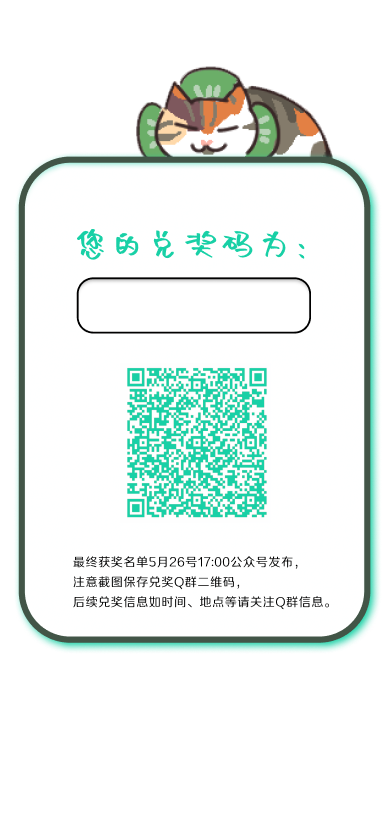 您的兑奖码为：
最终获奖名单5月26号17:00公众号发布，
注意截图保存兑奖Q群二维码，
后续兑奖信息如时间、地点等请关注Q群信息。